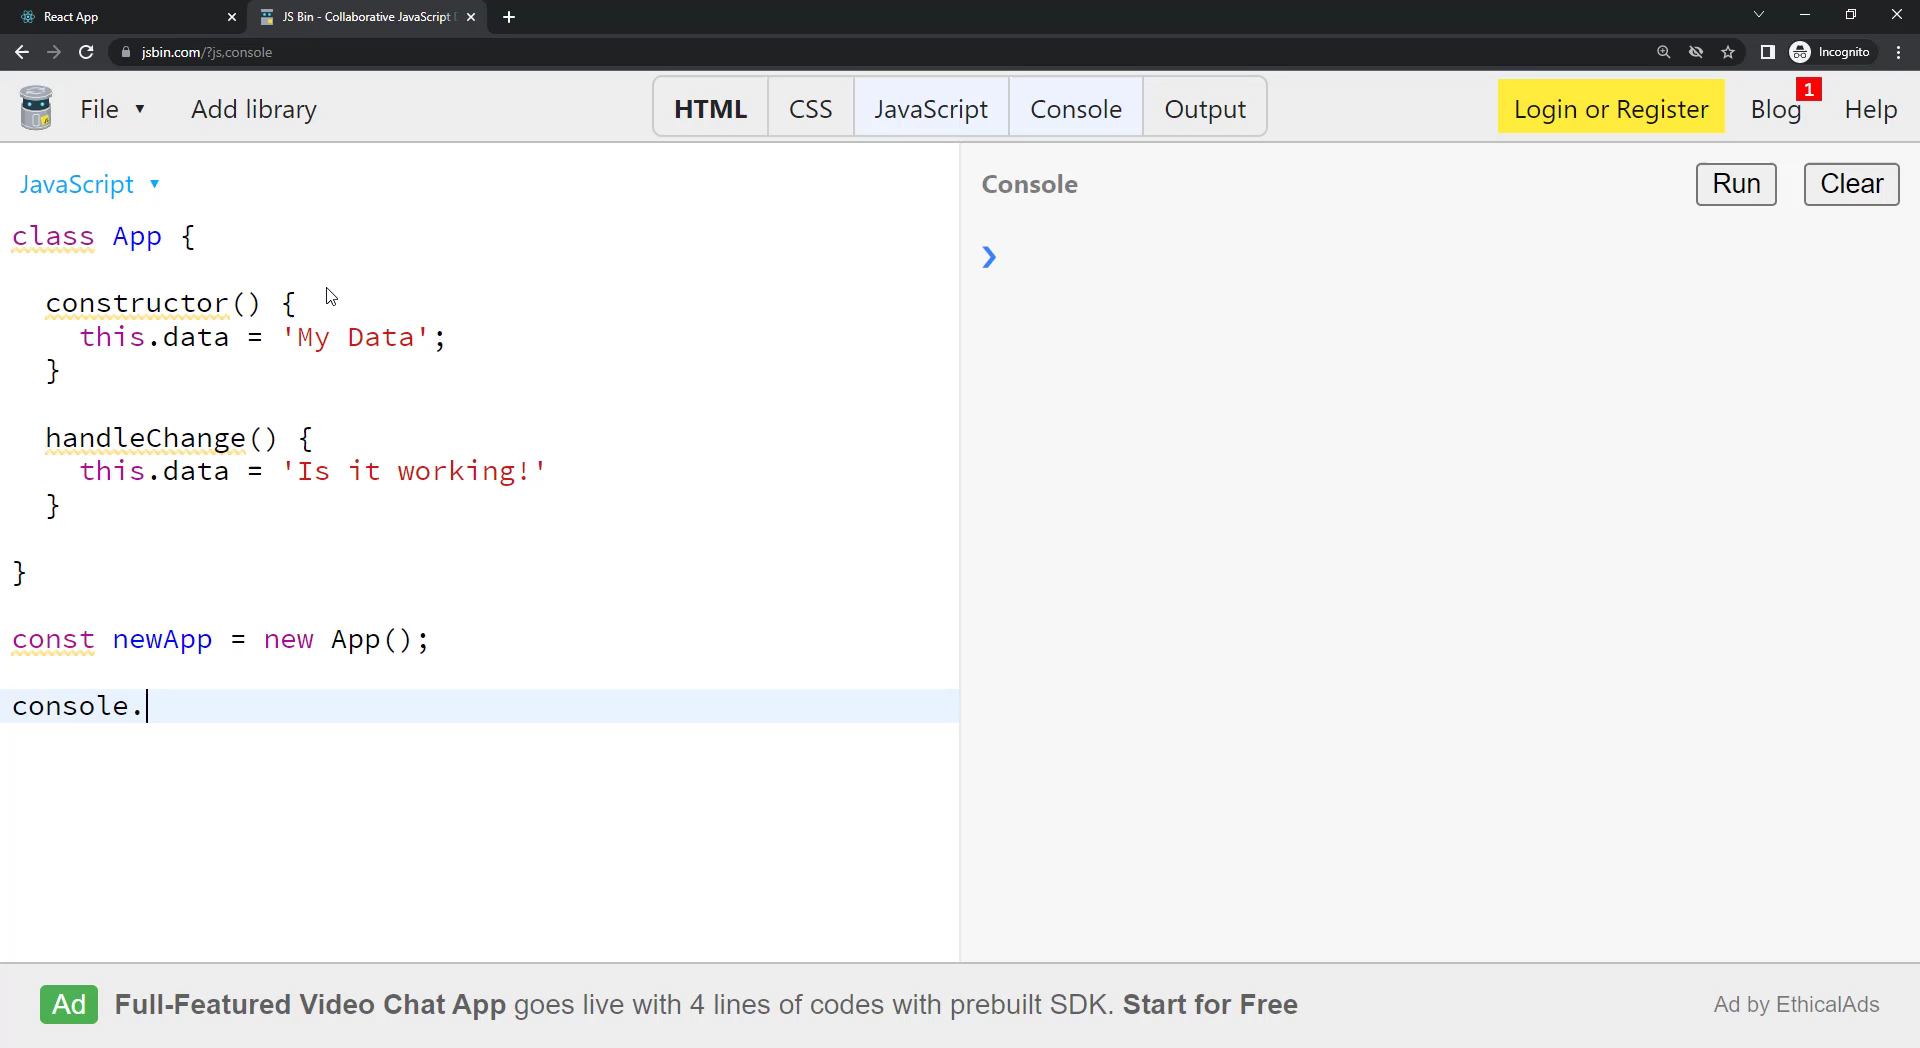 React App
JS Bin - Collaborative JavaScript
jsbin.com/?js,console
Incognito
File ▼
Add library
HTML
CSS
JavaScript
Console
Output
Login or Register
Blog
1
Help
JavaScript ▼
class App {
constructor() {
this.data = 'My Data';
}
handleChange() {
this.data = 'Is it working!'
}
}
const newApp = new App();
console.
Console
Run
Clear
❯
Ad
Full-Featured Video Chat App goes live with 4 lines of codes with prebuilt SDK. Start for Free
Ad by EthicalAds